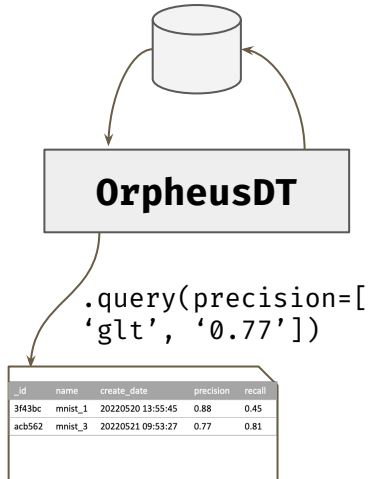 OrpheusDT
.query(precision=[
‘glt’, ‘0.77’])
_id name create_date precision recall
3f43bc mnist_1 20220520 13:55:45 0.88 0.45
acb562 mnist_3 20220521 09:53:27 0.77 0.81